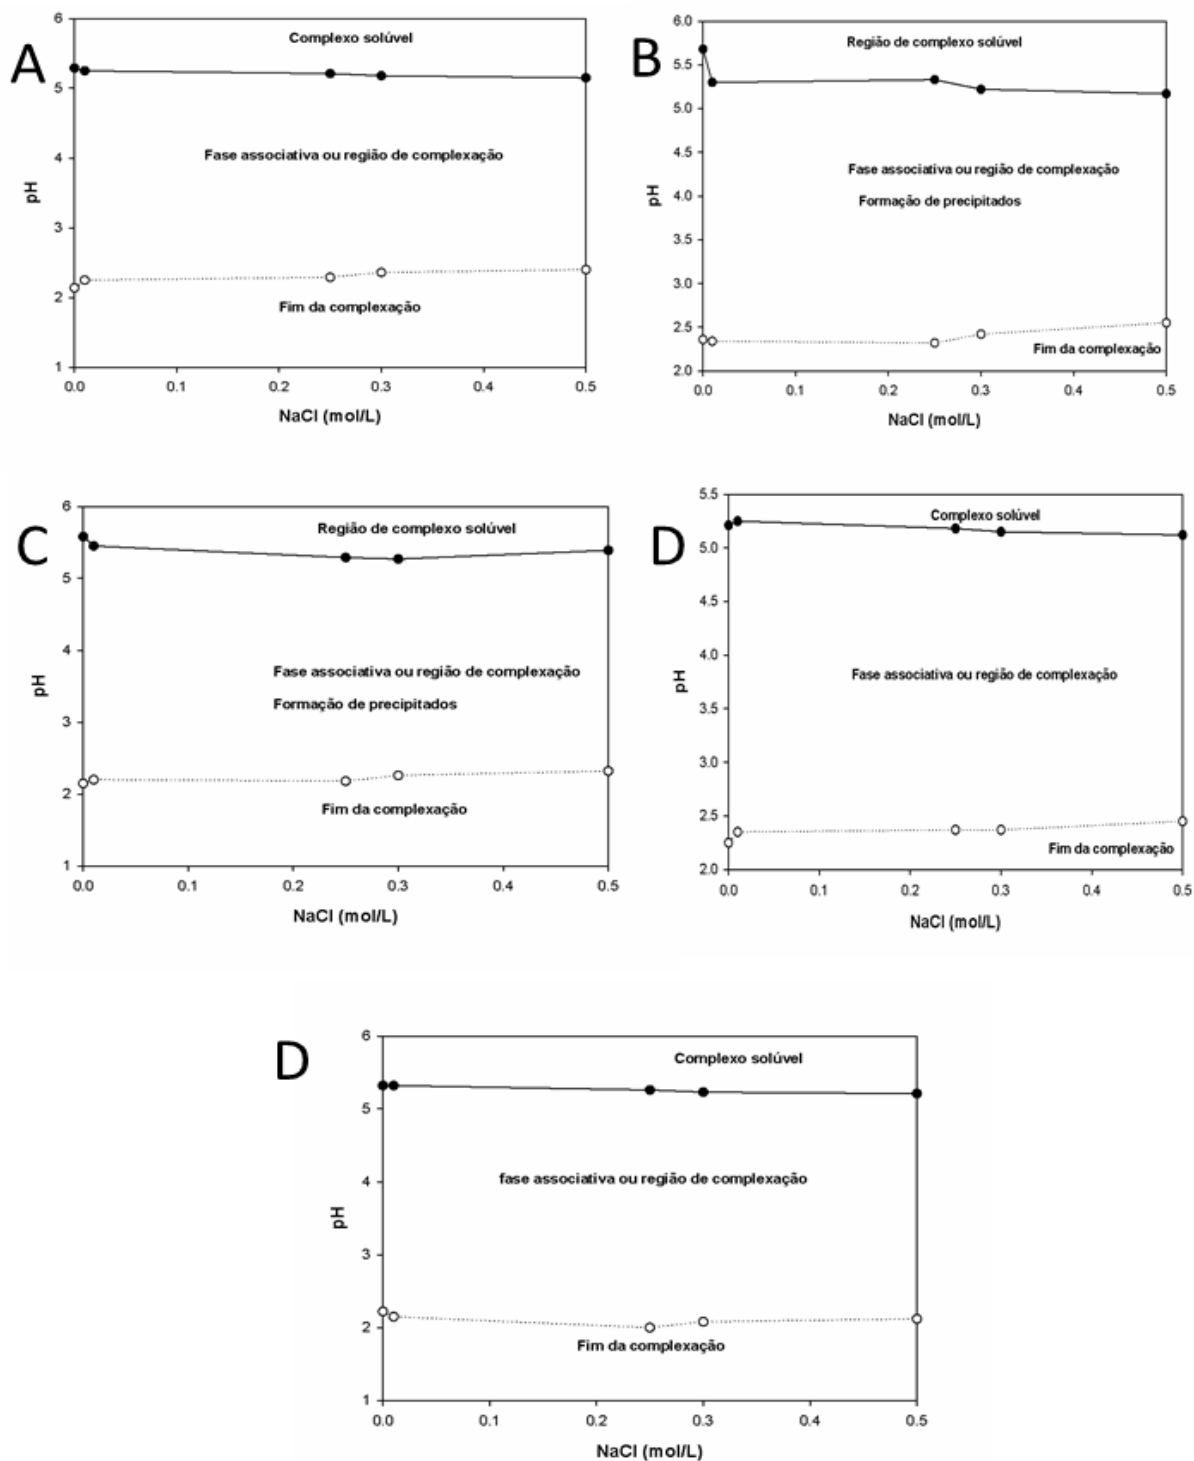 A
6
5
4
3
2
1
pH
Complexo solúvel
Fase associativa ou região de complexação
Fim da complexação
0.0 0.1 0.2 0.3 0.4 0.5
NaCl (mol/L)
B
6.0
5.5
5.0
4.5
4.0
3.5
3.0
2.5
2.0
pH
Região de complexo solúvel
Fase associativa ou região de complexação
Formação de precipitados
Fim da complexação
0.0 0.1 0.2 0.3 0.4 0.5
NaCl (mol/L)
C
6
5
4
3
2
1
pH
Região de complexo solúvel
Fase associativa ou região de complexação
Formação de precipitados
Fim da complexação
0.0 0.2 0.3 0.5
NaCl (mol/L)
D
5.5
5.0
4.5
4.0
3.5
3.0
2.5
2.0
pH
Complexo solúvel
Fase associativa ou região de complexação
Fim da complexação
0.0 0.1 0.2 0.3 0.4 0.5
NaCl (mol/L)
D
6
5
4
3
2
1
pH
Complexo solúvel
fase associativa ou região de complexação
Fim da complexação
0.0 0.1 0.2 0.3 0.4 0.5
NaCl (mol/L)